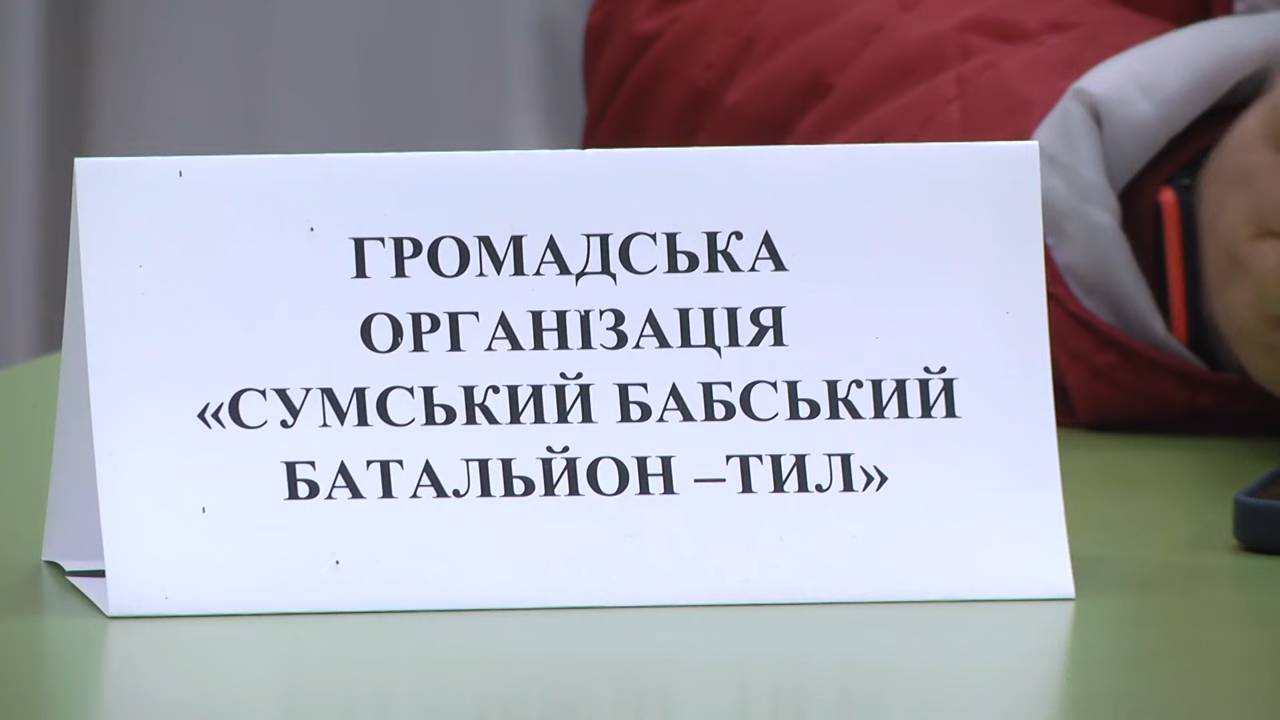 ГРОМАДСЬКА
ОРГАНІЗАЦІЯ
«СУМСЬКИЙ БАБСЬКИЙ
БАТАЛЬЙОН –ТИЛ»